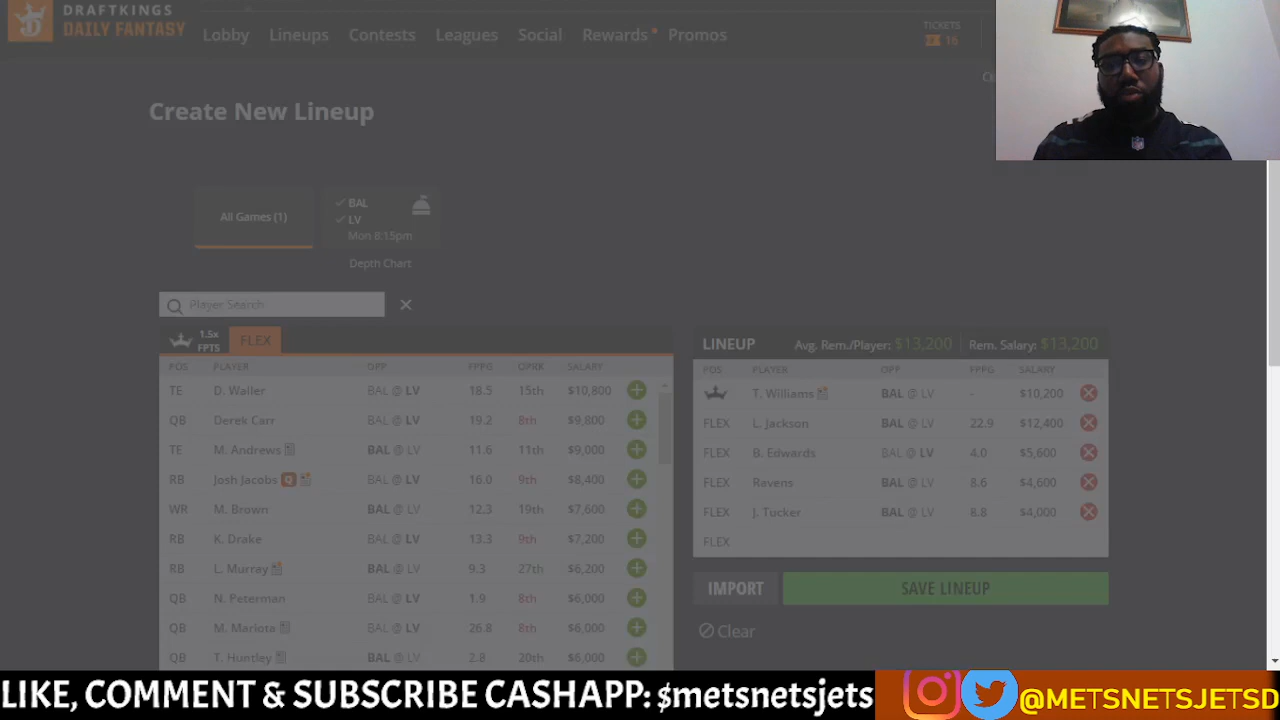 DRAFTKINGS
DAILY FANTASY
Lobby Lineups Contests Leagues Social Rewards Promos
TICKETS
16
Create New Lineup
All Games (1)
BAL
LV
Mon 8:15pm
Depth Chart
Player Search
1.5x
FPTS
FLEX
POS PLAYER OPP FPPG OPRK SALARY
TE D. Waller BAL @ LV 18.5 15th $10,800
QB Derek Carr BAL @ LV 19.2 8th $9,800
TE M. Andrews BAL @ LV 11.6 11th $9,000
RB Josh Jacobs Q BAL @ LV 16.0 9th $8,400
WR M. Brown BAL @ LV 12.3 19th $7,600
RB K. Drake BAL @ LV 13.3 9th $7,200
RB L. Murray BAL @ LV 9.3 27th $6,200
QB N. Peterman BAL @ LV 1.9 8th $6,000
QB M. Mariota BAL @ LV 26.8 8th $6,000
QB T. Huntley BAL @ LV 2.8 20th $6,000
LINEUP Avg. Rem./Player: $13,200 Rem. Salary: $13,200
POS PLAYER OPP FPPG SALARY
T. Williams BAL @ LV - $10,200
FLEX L. Jackson BAL @ LV 22.9 $12,400
FLEX B. Edwards BAL @ LV 4.0 $5,600
FLEX Ravens BAL @ LV 8.6 $4,600
FLEX J. Tucker BAL @ LV 8.8 $4,000
FLEX
IMPORT SAVE LINEUP
Clear
LIKE, COMMENT & SUBSCRIBE CASHAPP: $metsnetsjets
@METSNETSJETSD